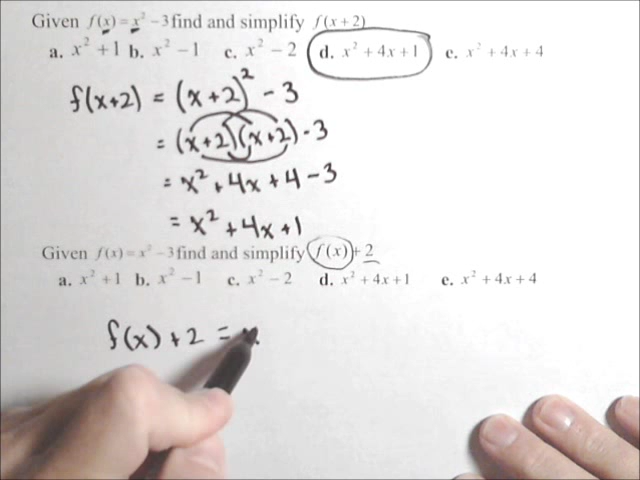 Given f(x) = x² - 3 find and simplify f(x + 2)
a. x² + 1 b. x² - 1 c. x² - 2 d. x² + 4x + 1 e. x² + 4x + 4
f(x+2) = (x+2)² - 3
= (x+2)(x+2) - 3
= x² + 4x + 4 - 3
= x² + 4x + 1
Given f(x) = x² - 3 find and simplify f(x) + 2
a. x² + 1 b. x² - 1 c. x² - 2 d. x² + 4x + 1 e. x² + 4x + 4
f(x) + 2 =